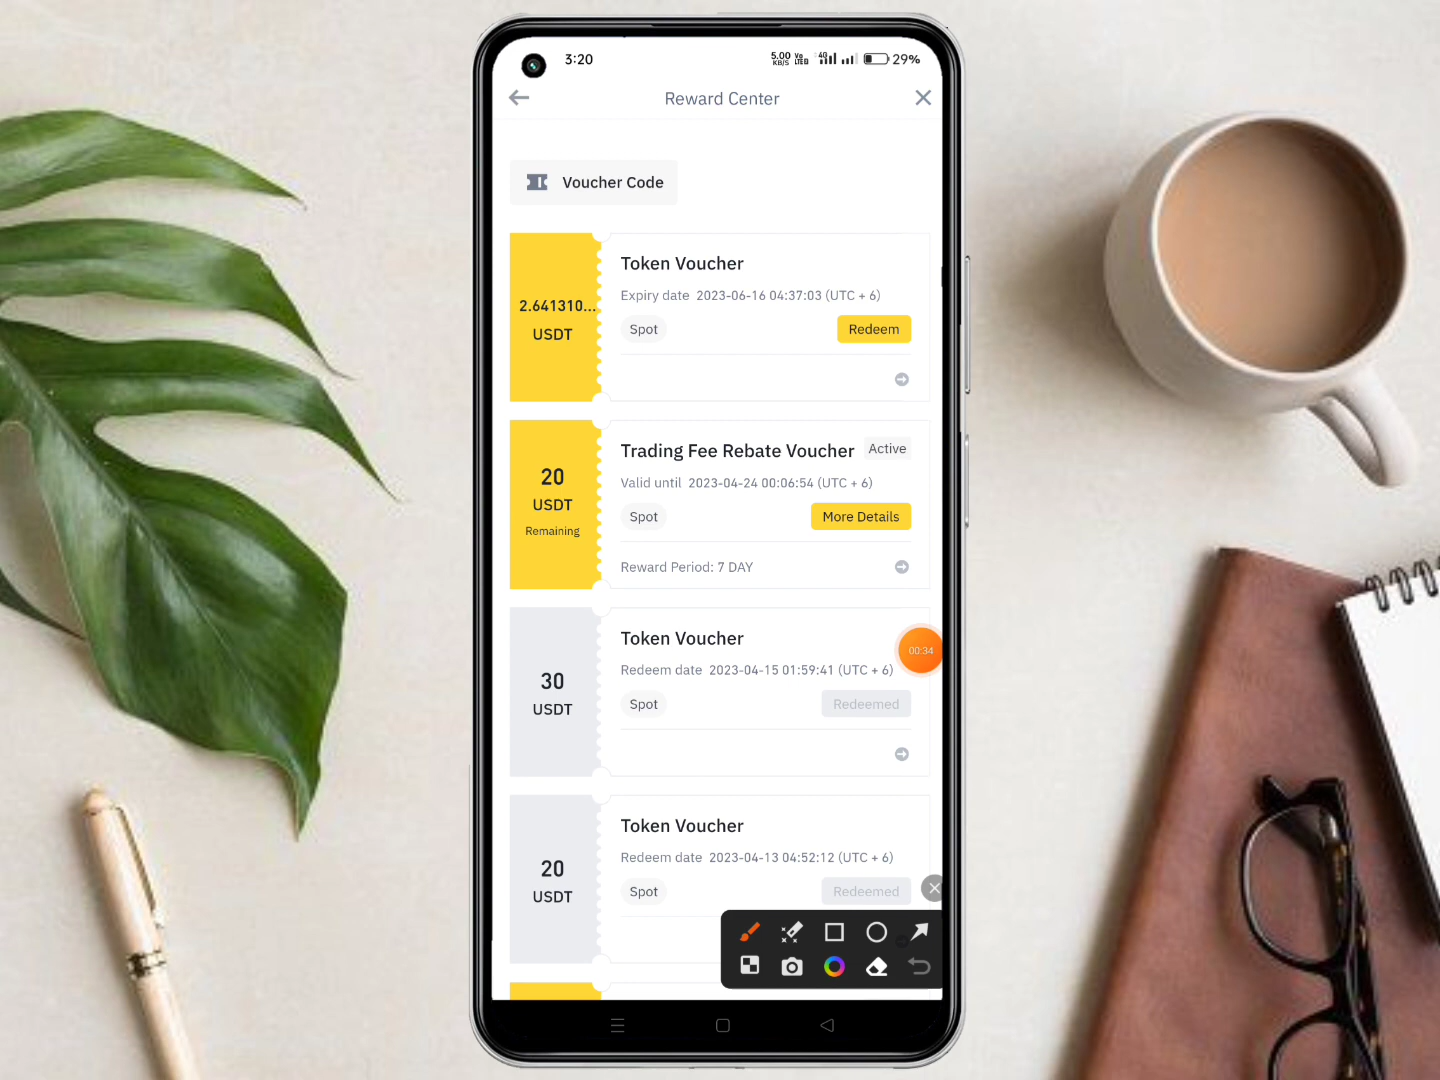 3:20
5.00 KB/S Vo LTE 4G 29%
Reward Center
Voucher Code
2.641310...
USDT
Token Voucher
Expiry date 2023-06-16 04:37:03 (UTC + 6)
Spot
Redeem
20
USDT
Remaining
Trading Fee Rebate Voucher
Active
Valid until 2023-04-24 00:06:54 (UTC + 6)
Spot
More Details
Reward Period: 7 DAY
30
USDT
Token Voucher
Redeem date 2023-04-15 01:59:41 (UTC + 6)
Spot
Redeemed
00:34
20
USDT
Token Voucher
Redeem date 2023-04-13 04:52:12 (UTC + 6)
Spot
Redeemed